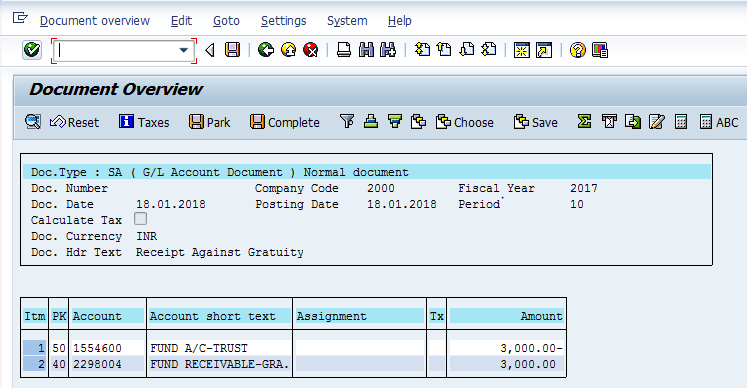 Document overview Edit Goto Settings System Help
Document Overview
Reset Taxes Park Complete Choose Save ABC
Doc.Type : SA ( G/L Account Document ) Normal document
Doc. Number Company Code 2000 Fiscal Year 2017
Doc. Date 18.01.2018 Posting Date 18.01.2018 Period 10
Calculate Tax
Doc. Currency INR
Doc. Hdr Text Receipt Against Gratuity
Itm PK Account Account short text Assignment Tx Amount
1 50 1554600 FUND A/C-TRUST 3,000.00-
2 40 2298004 FUND RECEIVABLE-GRA. 3,000.00